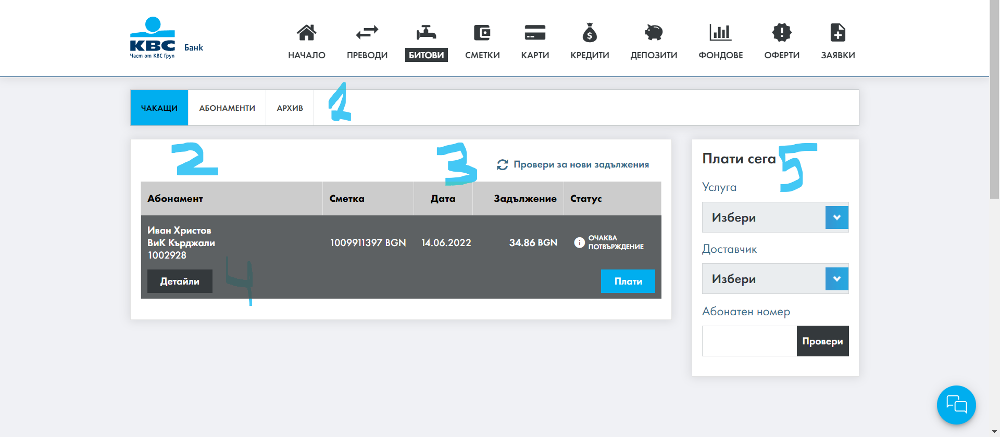 KBC Банк
Част от KBC Груп
НАЧАЛО ПРЕВОДИ БИТОВИ СМЕТКИ КАРТИ КРЕДИТИ ДЕПОЗИТИ ФОНДОВЕ ОФЕРТИ ЗАЯВКИ
ЧАКАЩИ АБОНАМЕНТИ АРХИВ 1
2 3
Провери за нови задължения
Абонамент Сметка Дата Задължение Статус
Иван Христов
ВиК Кърджали
1002928
1009911397 BGN 14.06.2022 34.86 BGN
ОЧАКВА
ПОТВЪРЖДЕНИЕ
Детайли 4 Плати
Плати сега 5
Услуга
Избери
Доставчик
Избери
Абонатен номер
Провери